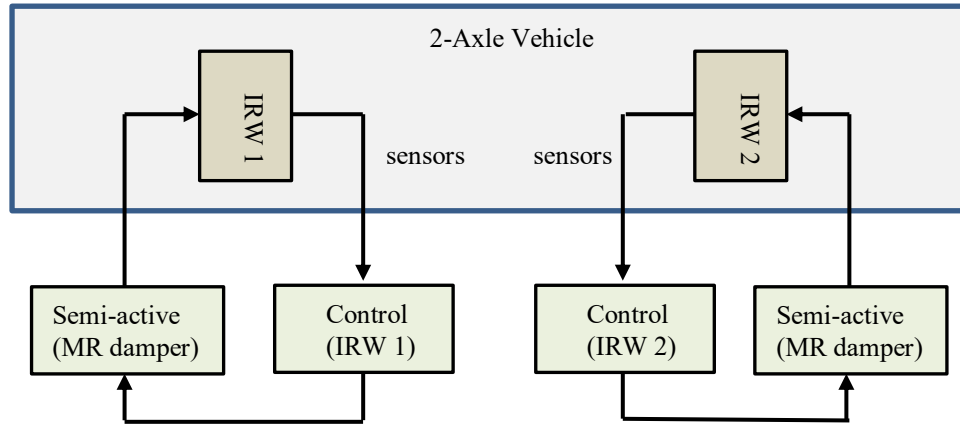 2-Axle Vehicle
IRW 1
IRW 2
sensors
sensors
Semi-active
(MR damper)
Control
(IRW 1)
Control
(IRW 2)
Semi-active
(MR damper)